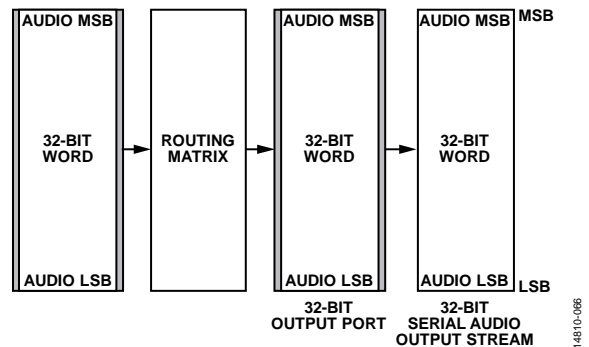 AUDIO MSB
AUDIO MSB
AUDIO MSB
MSB
32-BIT
WORD
ROUTING
MATRIX
32-BIT
WORD
32-BIT
WORD
AUDIO LSB
AUDIO LSB
AUDIO LSB
LSB
32-BIT
OUTPUT PORT
32-BIT
SERIAL AUDIO
OUTPUT STREAM
14810-066